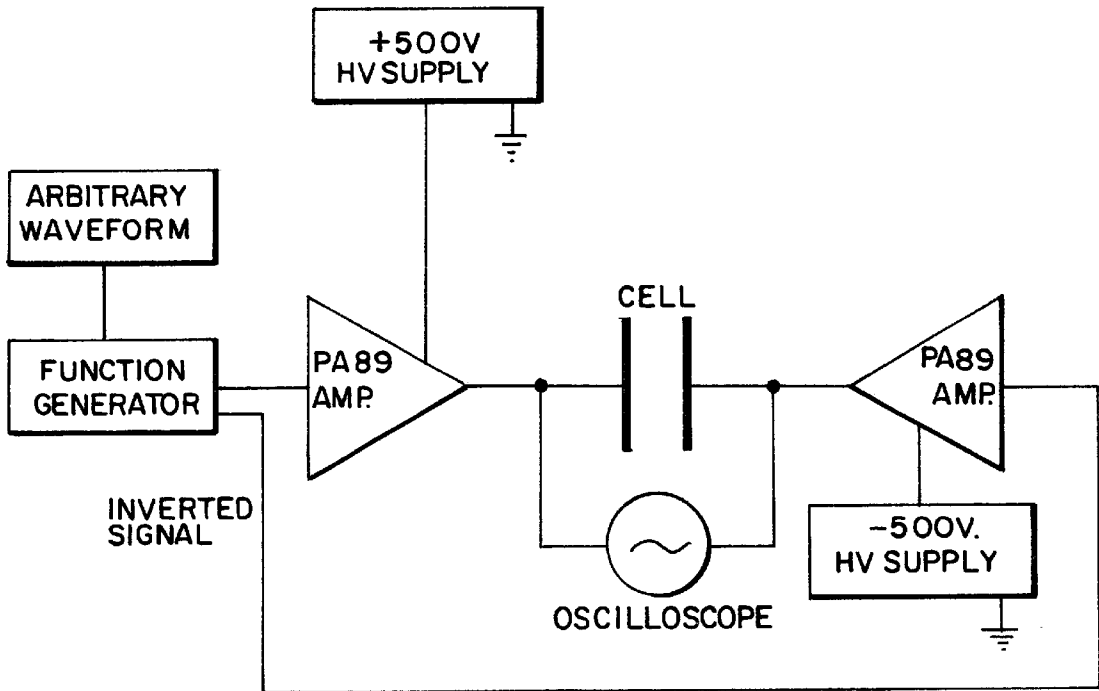 +500V
HV SUPPLY
ARBITRARY
WAVEFORM
FUNCTION
GENERATOR
PA89
AMP.
CELL
PA89
AMP.
INVERTED
SIGNAL
-500V.
HV SUPPLY
OSCILLOSCOPE